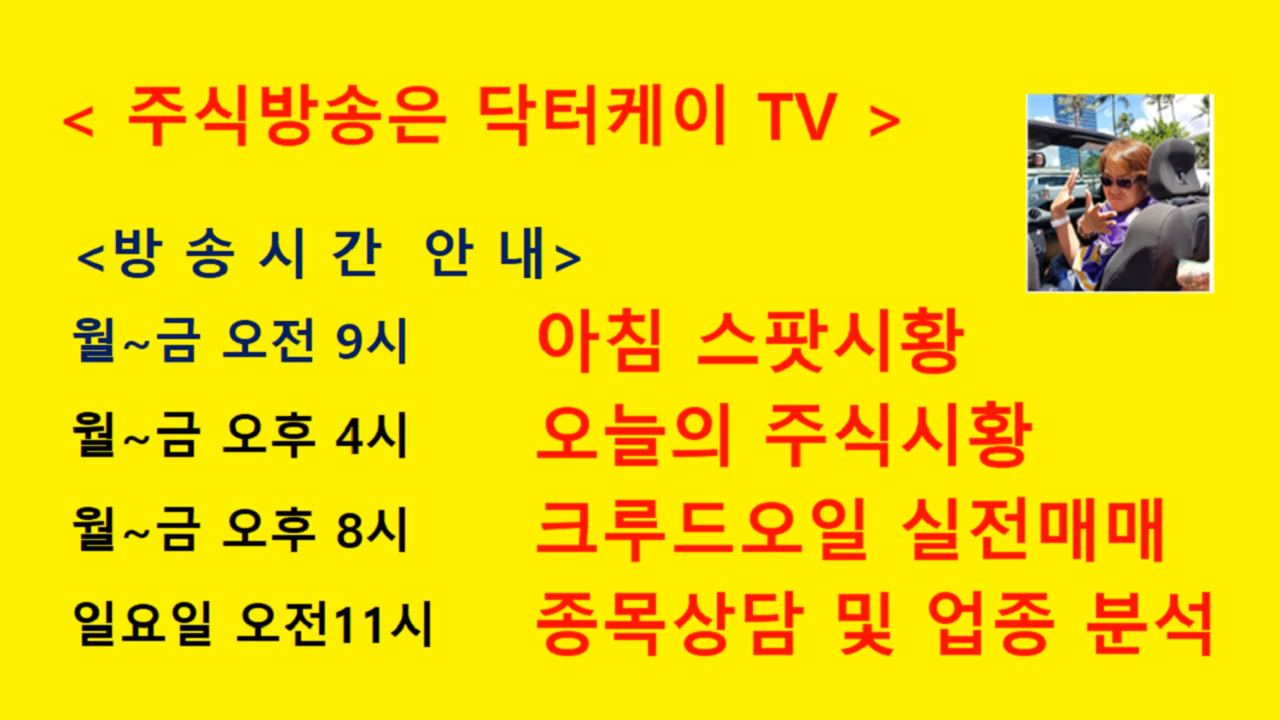 < 주식방송은 닥터케이 TV >
<방 송 시 간 안 내>
월~금 오전 9시 아침 스팟시황
월~금 오후 4시 오늘의 주식시황
월~금 오후 8시 크루드오일 실전매매
일요일 오전11시 종목상담 및 업종 분석